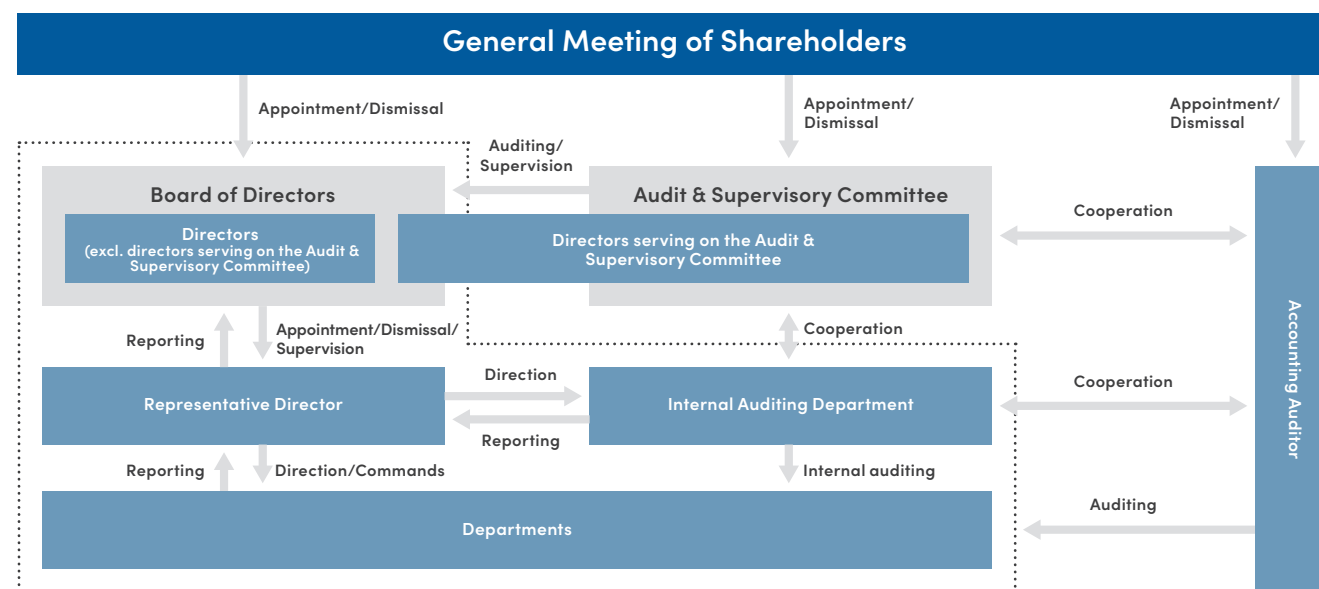 General Meeting of Shareholders
Appointment/Dismissal
Appointment/
Dismissal
Appointment/
Dismissal
Auditing/
Supervision
Board of Directors
Directors
(excl. directors serving on the Audit &
Supervisory Committee)
Audit & Supervisory Committee
Directors serving on the Audit &
Supervisory Committee
Cooperation
Reporting
Appointment/Dismissal/
Supervision
Cooperation
Representative Director
Direction
Reporting
Internal Auditing Department
Cooperation
Accounting Auditor
Reporting
Direction/Commands
Internal auditing
Departments
Auditing